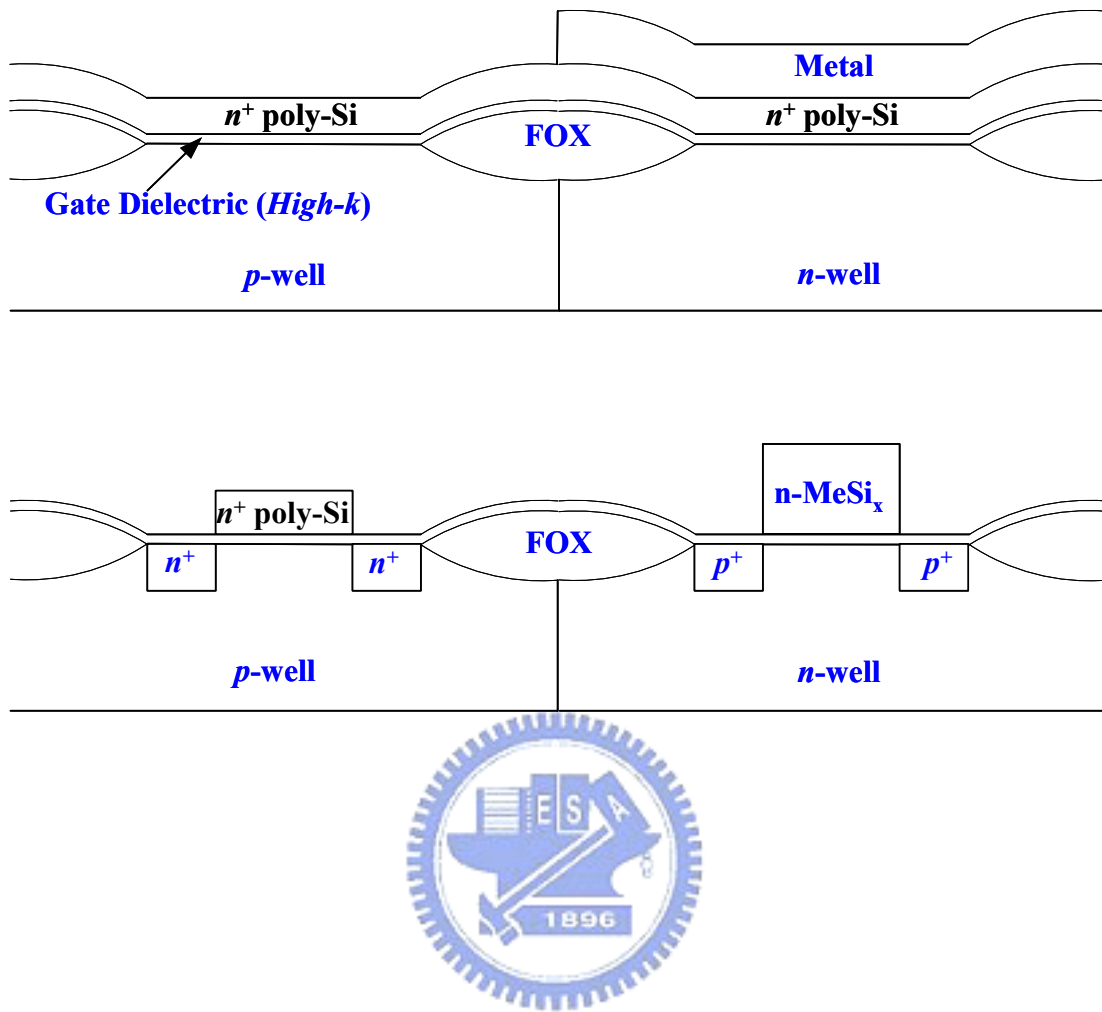 Metal
n⁺ poly-Si
n⁺ poly-Si
FOX
Gate Dielectric (High-k)
p-well
n-well
n⁺ poly-Si
n-MeSiₓ
FOX
n⁺
n⁺
p⁺
p⁺
p-well
n-well
E S A
1896